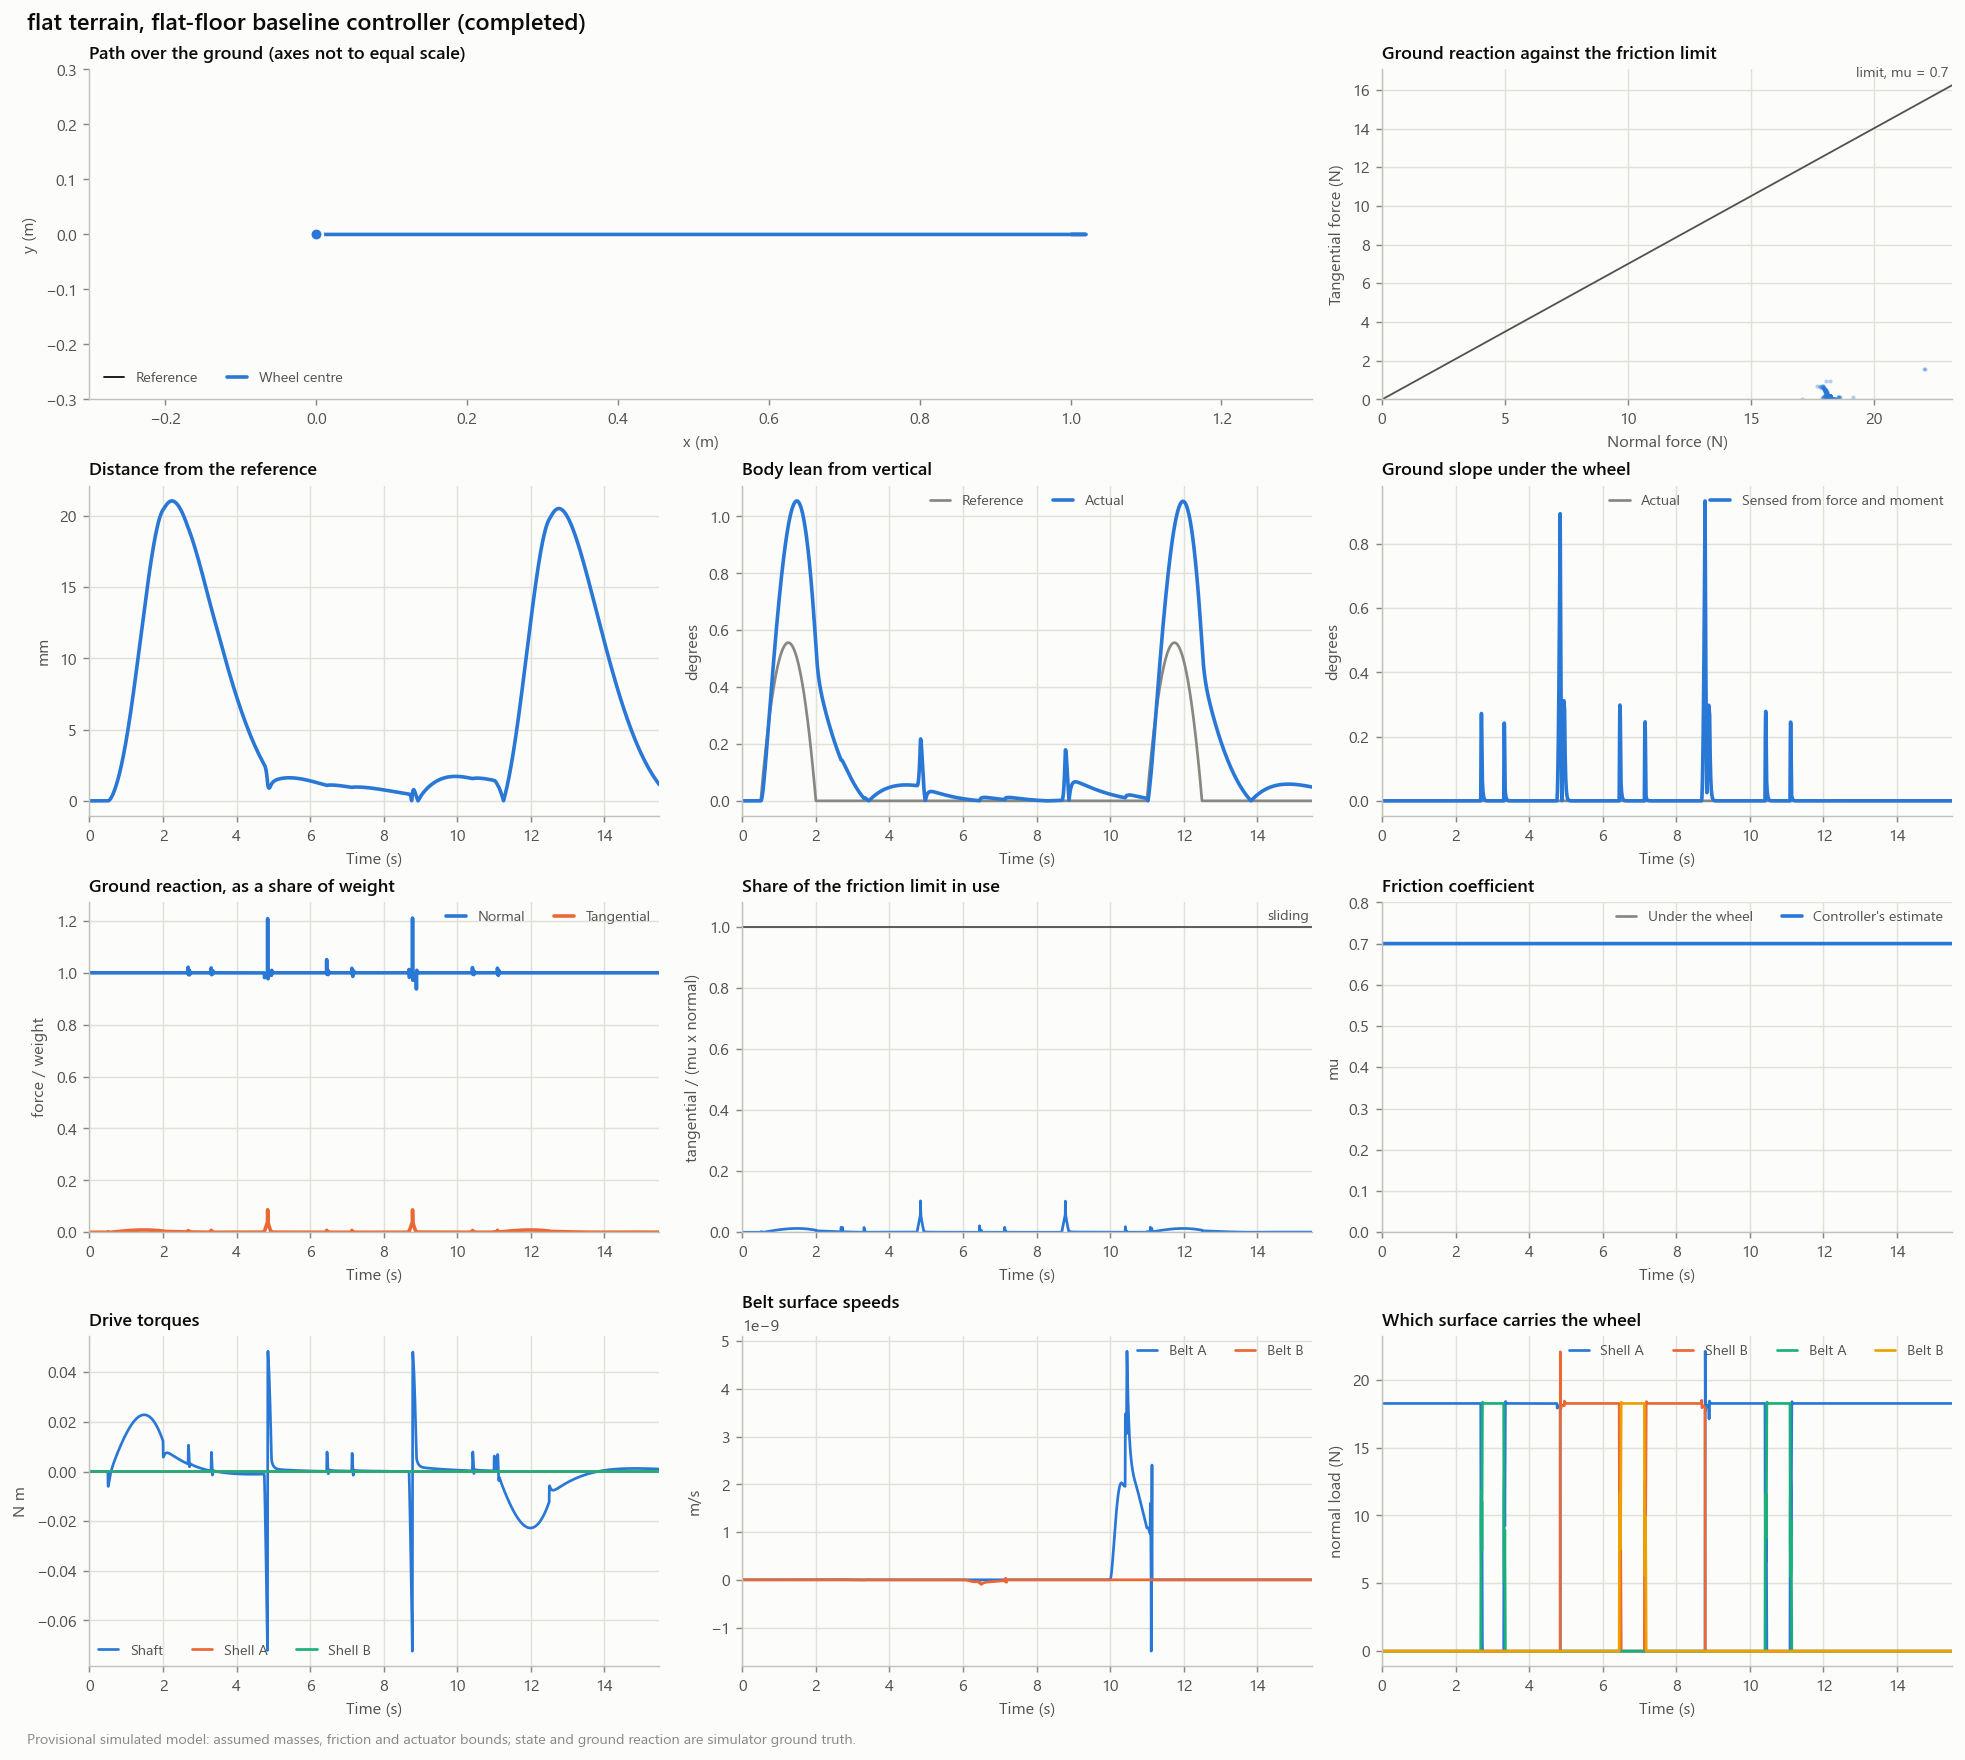 flat terrain, flat-floor baseline controller (completed)
Path over the ground (axes not to equal scale)
0.3
0.2
0.1
0.0
−0.1
−0.2
−0.3
y (m)
Reference
Wheel centre
−0.2
0.0
0.2
0.4
0.6
0.8
1.0
1.2
x (m)
Ground reaction against the friction limit
limit, mu = 0.7
16
14
12
10
8
6
4
2
0
Tangential force (N)
0
5
10
15
20
Normal force (N)
Distance from the reference
20
15
10
5
0
mm
0
2
4
6
8
10
12
14
Time (s)
Body lean from vertical
Reference
Actual
1.0
0.8
0.6
0.4
0.2
0.0
degrees
0
2
4
6
8
10
12
14
Time (s)
Ground slope under the wheel
Actual
Sensed from force and moment
0.8
0.6
0.4
0.2
0.0
degrees
0
2
4
6
8
10
12
14
Time (s)
Ground reaction, as a share of weight
Normal
Tangential
1.2
1.0
0.8
0.6
0.4
0.2
0.0
force / weight
0
2
4
6
8
10
12
14
Time (s)
Share of the friction limit in use
sliding
1.0
0.8
0.6
0.4
0.2
0.0
tangential / (mu x normal)
0
2
4
6
8
10
12
14
Time (s)
Friction coefficient
Under the wheel
Controller's estimate
0.8
0.7
0.6
0.5
0.4
0.3
0.2
0.1
0.0
mu
0
2
4
6
8
10
12
14
Time (s)
Drive torques
0.04
0.02
0.00
−0.02
−0.04
−0.06
N m
Shaft
Shell A
Shell B
0
2
4
6
8
10
12
14
Time (s)
Belt surface speeds
1e−9
Belt A
Belt B
5
4
3
2
1
0
−1
m/s
0
2
4
6
8
10
12
14
Time (s)
Which surface carries the wheel
Shell A
Shell B
Belt A
Belt B
20
15
10
5
0
normal load (N)
0
2
4
6
8
10
12
14
Time (s)
Provisional simulated model: assumed masses, friction and actuator bounds; state and ground reaction are simulator ground truth.